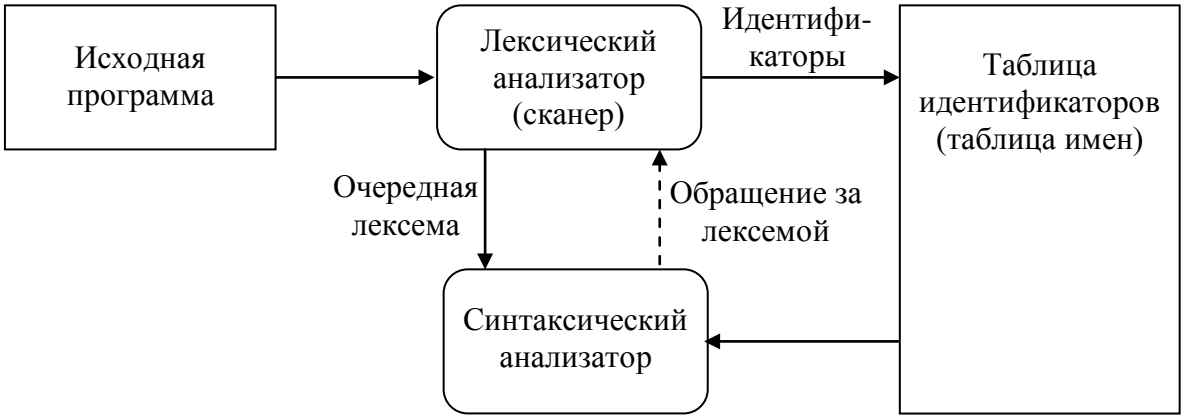 Исходная
программа
Лексический
анализатор
(сканер)
Идентифи-
каторы
Таблица
идентификаторов
(таблица имен)
Очередная
лексема
Обращение за
лексемой
Синтаксический
анализатор